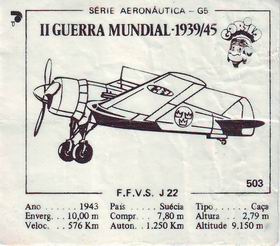 SÉRIE AERONÁUTICA - G5
II GUERRA MUNDIAL-1939/45
503
F.F.V.S. J 22
Ano . . . 1943 País . . . Suécia Tipo. . . . Caça
Enverg. . . 10,00 m Compr. . . 7,80 m Altura . . 2,79 m
Veloc. . . 576 Km Auton. . 1.250 Km Altitude 9.150 m